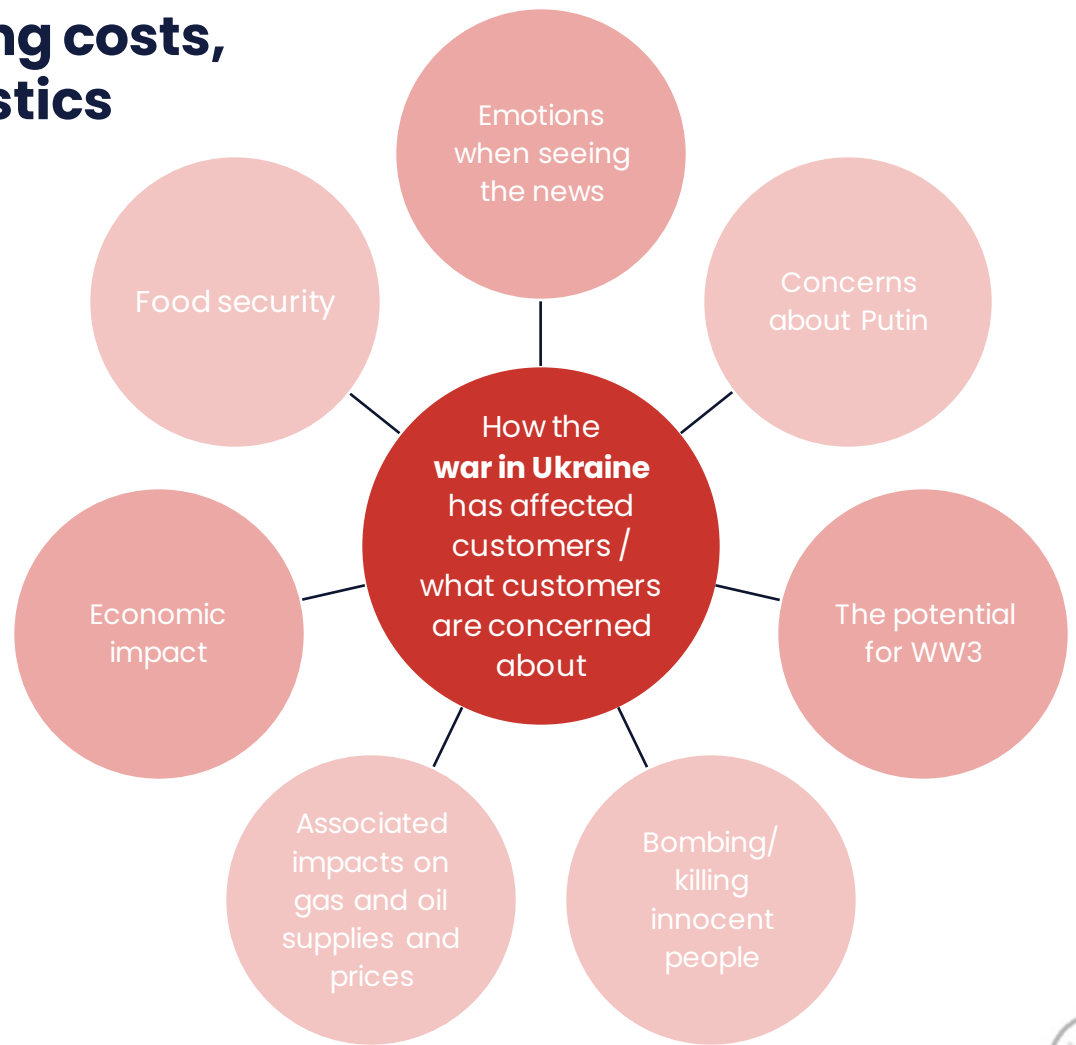 ng costs,
stics
Emotions
when seeing
the news
Concerns
about Putin
The potential
for WW3
Bombing/
killing
innocent
people
Associated
impacts on
gas and oil
supplies and
prices
Economic
impact
Food security
How the
war in Ukraine
has affected
customers /
what customers
are concerned
about